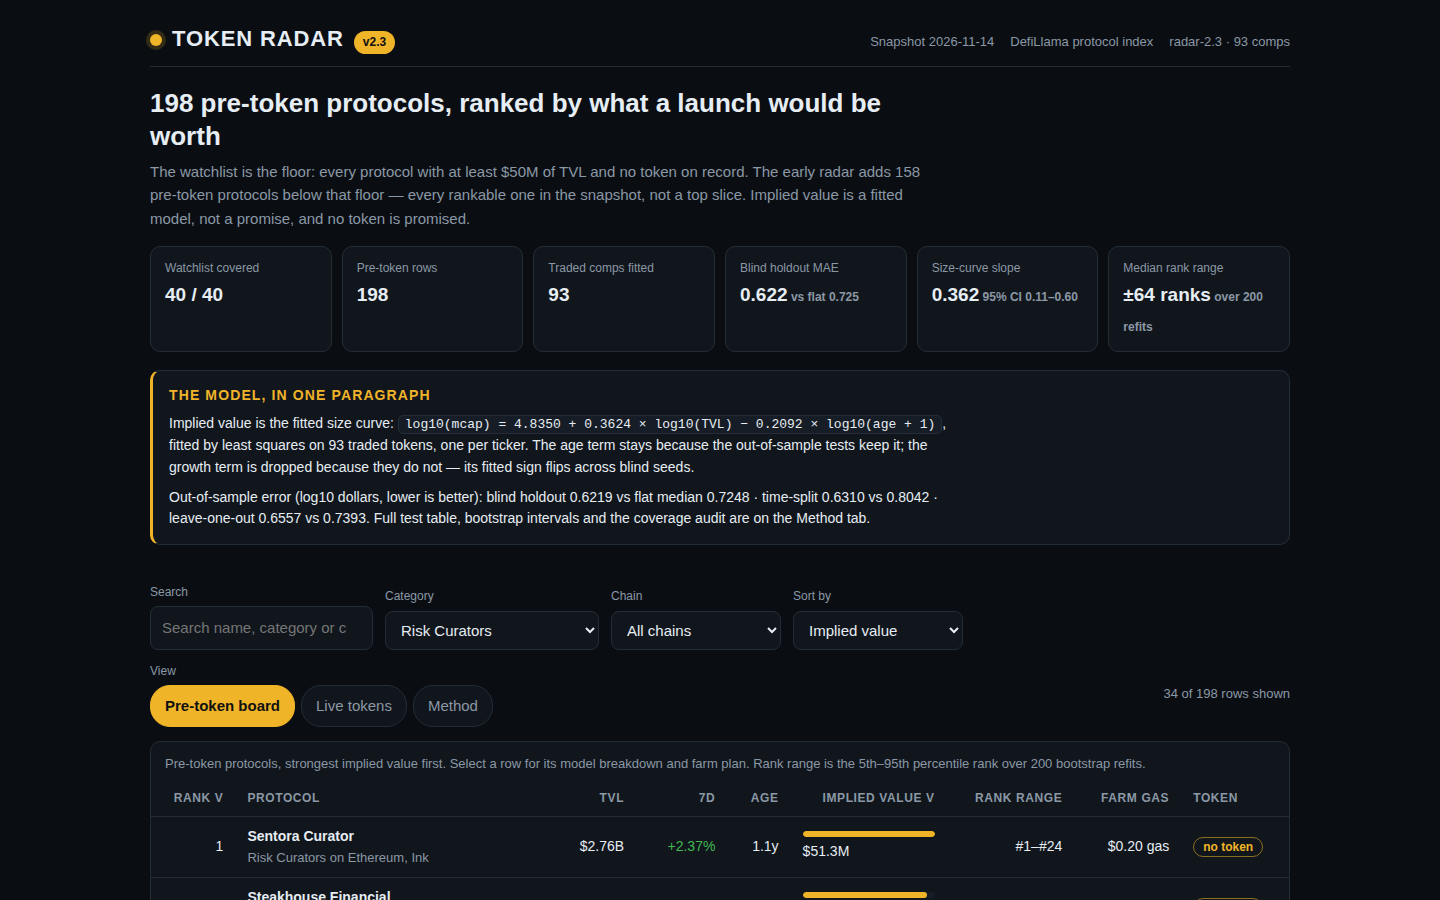 TOKEN RADAR v2.3
Snapshot 2026-11-14 DefiLlama protocol index radar-2.3 · 93 comps
198 pre-token protocols, ranked by what a launch would be
worth
The watchlist is the floor: every protocol with at least $50M of TVL and no token on record. The early radar adds 158
pre-token protocols below that floor — every rankable one in the snapshot, not a top slice. Implied value is a fitted
model, not a promise, and no token is promised.
Watchlist covered
40 / 40
Pre-token rows
198
Traded comps fitted
93
Blind holdout MAE
0.622 vs flat 0.725
Size-curve slope
0.362 95% CI 0.11–0.60
Median rank range
±64 ranks over 200
refits
THE MODEL, IN ONE PARAGRAPH
Implied value is the fitted size curve: log10(mcap) = 4.8350 + 0.3624 × log10(TVL) − 0.2092 × log10(age + 1) ,
fitted by least squares on 93 traded tokens, one per ticker. The age term stays because the out-of-sample tests keep it; the
growth term is dropped because they do not — its fitted sign flips across blind seeds.
Out-of-sample error (log10 dollars, lower is better): blind holdout 0.6219 vs flat median 0.7248 · time-split 0.6310 vs 0.8042 ·
leave-one-out 0.6557 vs 0.7393. Full test table, bootstrap intervals and the coverage audit are on the Method tab.
Search
Search name, category or c
Category
Risk Curators
Chain
All chains
Sort by
Implied value
View
Pre-token board Live tokens Method
34 of 198 rows shown
Pre-token protocols, strongest implied value first. Select a row for its model breakdown and farm plan. Rank range is the 5th–95th percentile rank over 200 bootstrap refits.
RANK V PROTOCOL TVL 7D AGE IMPLIED VALUE V RANK RANGE FARM GAS TOKEN
1 Sentora Curator $2.76B +2.37% 1.1y $51.3M #1–#24 $0.20 gas no token
Risk Curators on Ethereum, Ink
Steakhouse Financial